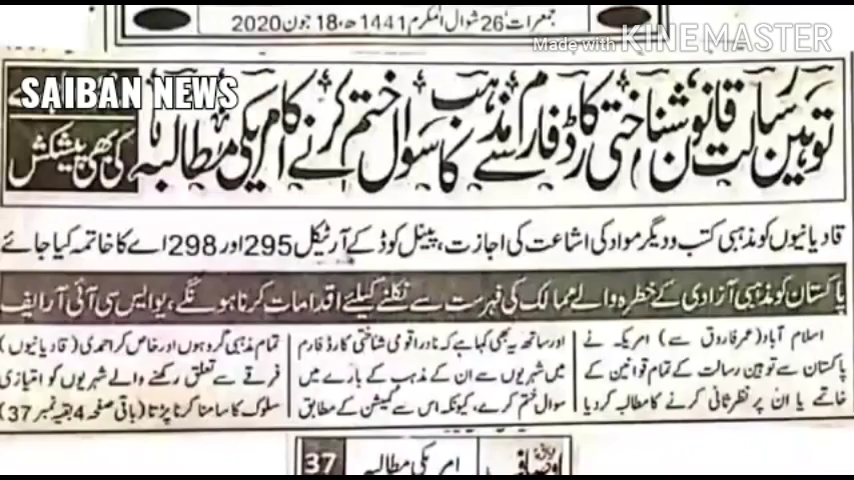 جمعرات 26 شوال المکرم 1441ھ، 18 جون 2020
Made with KINEMASTER
SAIBAN NEWS
توہین رسالت قانون، شناختی کارڈ فارم سے مذہب کا سوال ختم کرنے کا امریکی مطالبہ
کی بھی پیشکش
قادیانیوں کو مذہبی کتب و دیگر مواد کی اشاعت کی اجازت، پینل کوڈ کے آرٹیکل 295 اور 298 اے کا خاتمہ کیا جائے
پاکستان کو مذہبی آزادی کے خطرہ والے ممالک کی فہرست سے نکلنے کیلئے اقدامات کرنا ہونگے، یو ایس سی آئی آر ایف
اسلام آباد (عمر فاروق سے) امریکہ نے
پاکستان سے توہین رسالت کے تمام قوانین کے
خاتمے یا ان پر نظر ثانی کرنے کا مطالبہ کر دیا
اور ساتھ یہ بھی کہا ہے کہ نادرا قومی شناختی کارڈ فارم
میں شہریوں سے ان کے مذہب کے بارے میں
سوال ختم کرے، کیونکہ اس سے کمیشن کے مطابق
تمام مذہبی گروہوں اور خاص کر احمدی (قادیانیوں)
فرقے سے تعلق رکھنے والے شہریوں کو امتیازی
سلوک کا سامنا کرنا پڑتا (باقی صفحہ 4 بقیہ نمبر 37)
اوصاف
امریکی مطالبہ
37